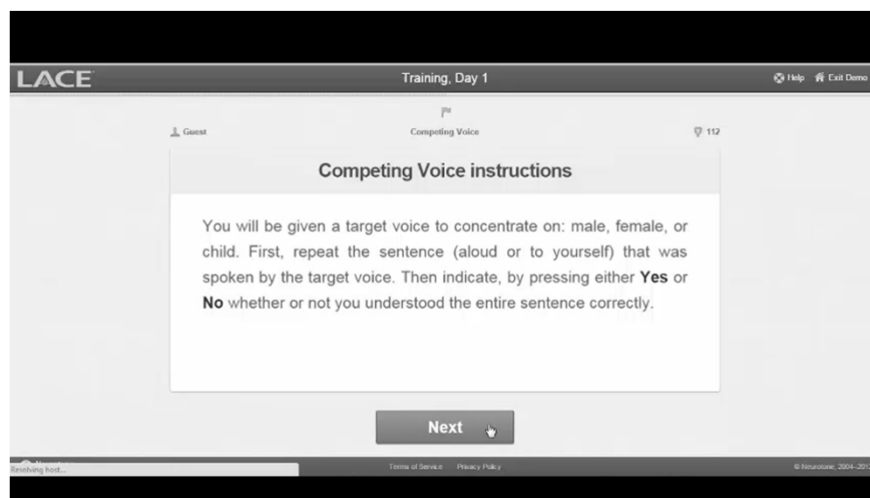 LACE
Training, Day 1
Help Exit Demo
Guest
Competing Voice
112
Competing Voice instructions
You will be given a target voice to concentrate on: male, female, or
child. First, repeat the sentence (aloud or to yourself) that was
spoken by the target voice. Then indicate, by pressing either Yes or
No whether or not you understood the entire sentence correctly.
Next
Resolving host...
Terms of Service Privacy Policy
© Neurotone, 2004-201